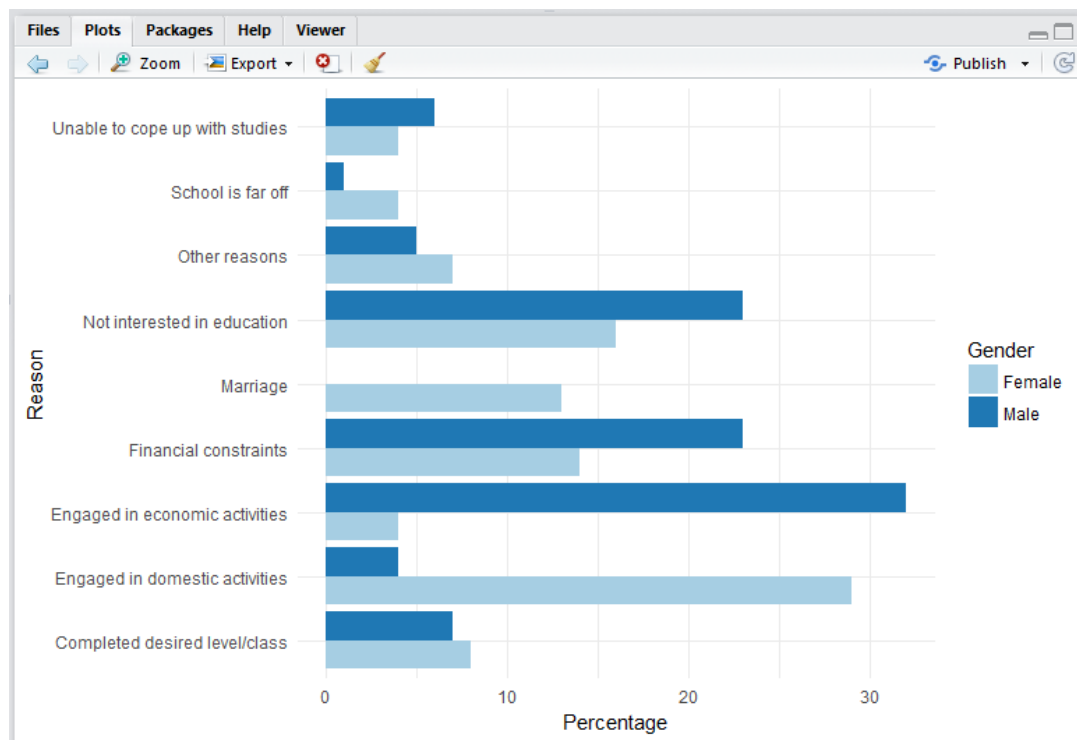 Files Plots Packages Help Viewer
Zoom Export Publish
Unable to cope up with studies
School is far off
Other reasons
Not interested in education
Marriage
Financial constraints
Engaged in economic activities
Engaged in domestic activities
Completed desired level/class
Reason
0 10 20 30
Percentage
Gender
Female
Male